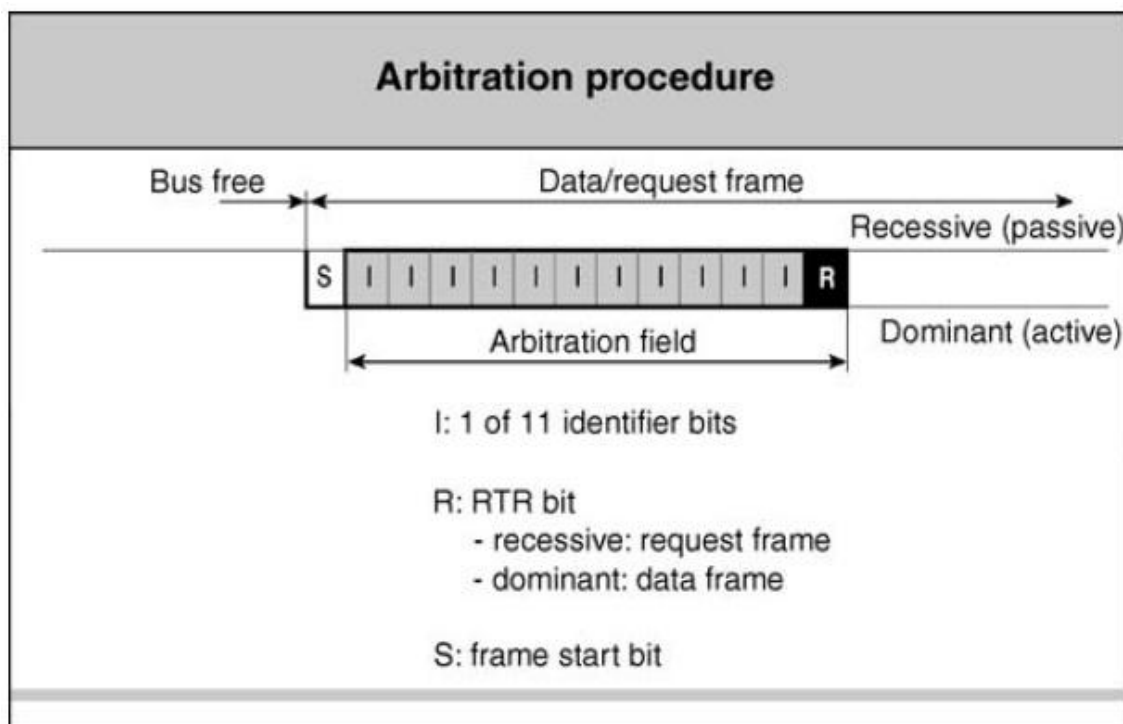 Arbitration procedure
Bus free
Data/request frame
Recessive (passive)
S I I I I I I I I I I I R
Dominant (active)
Arbitration field
I: 1 of 11 identifier bits
R: RTR bit
- recessive: request frame
- dominant: data frame
S: frame start bit